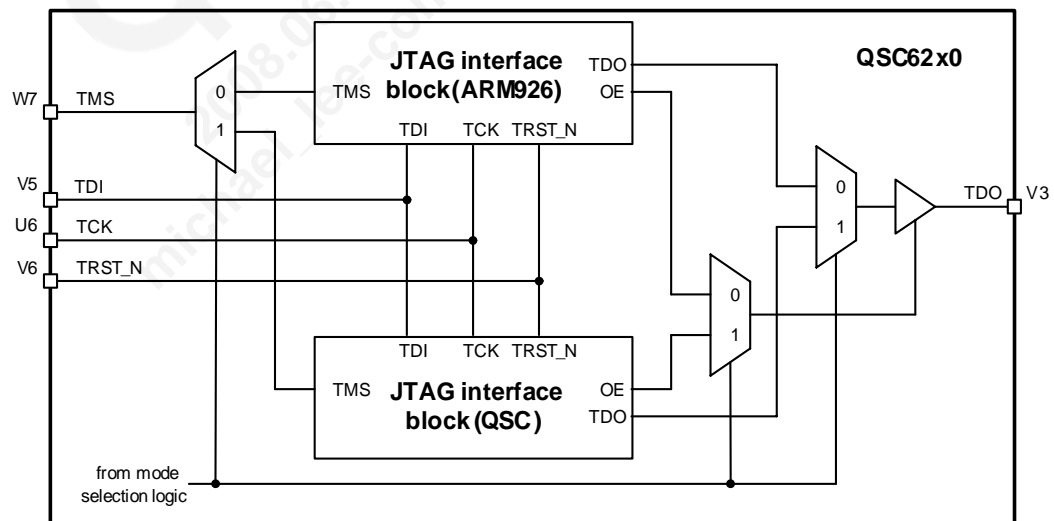 QSC62x0
JTAG interface
block (ARM926)
TDO
OE
TMS
TDI TCK TRST_N
W7 TMS
0
1
V5 TDI
U6 TCK
V6 TRST_N
0
1
TDO V3
0
1
TDI TCK TRST_N
TMS
JTAG interface
block (QSC)
OE
TDO
from mode
selection logic
2008.06.